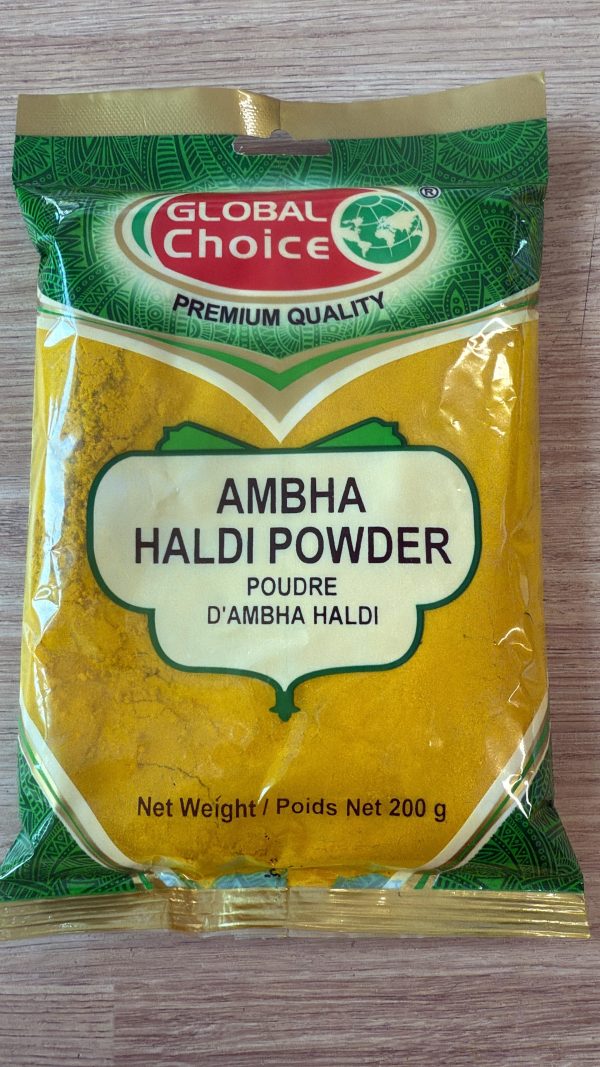 GLOBAL
Choice
®
PREMIUM QUALITY
AMBHA
HALDI POWDER
POUDRE
D'AMBHA HALDI
Net Weight / Poids Net 200 g